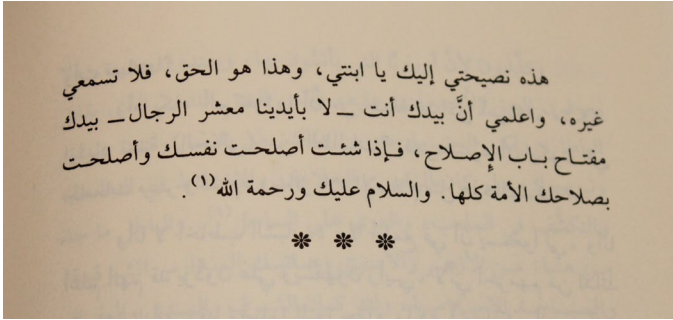 هذه نصيحتي إليك يا ابنتي، وهذا هو الحق، فلا تسمعي
غيره، واعلمي أنَّ بيدك أنت ـ لا بأيدينا معشر الرجال ـ بيدك
مفتاح باب الإصلاح، فإذا شئت أصلحت نفسك وأصلحت
بصلاحك الأمة كلها. والسلام عليك ورحمة الله(١).